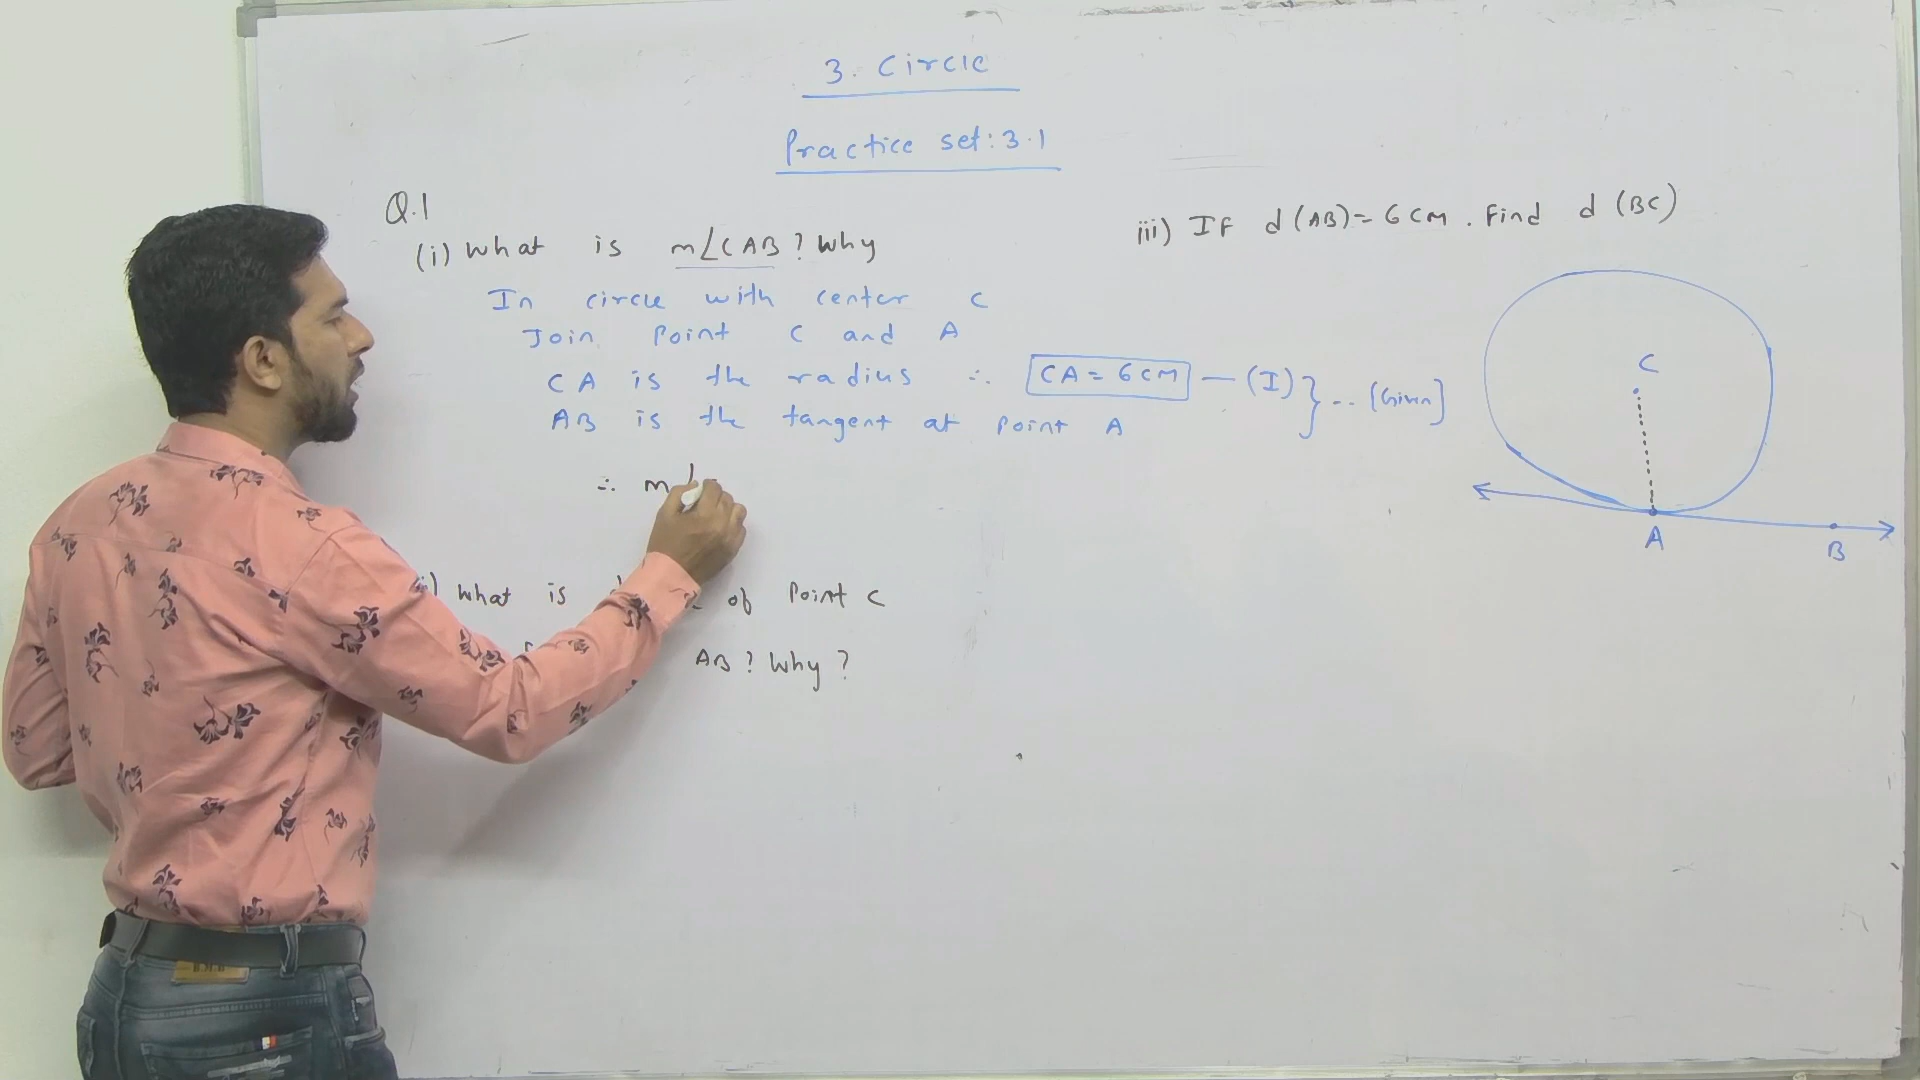 3. Circle
Practice set: 3.1
Q.1
(i) What is m∠CAB? Why
In circle with center C
Join Point C and A
CA is the radius ∴ CA = 6 cm — (I)
AB is the tangent at point A
} -- [Given]
∴ m∠
) What is of Point C
AB? Why?
iii) If d(AB) = 6 cm. Find d(BC)
C
A
B